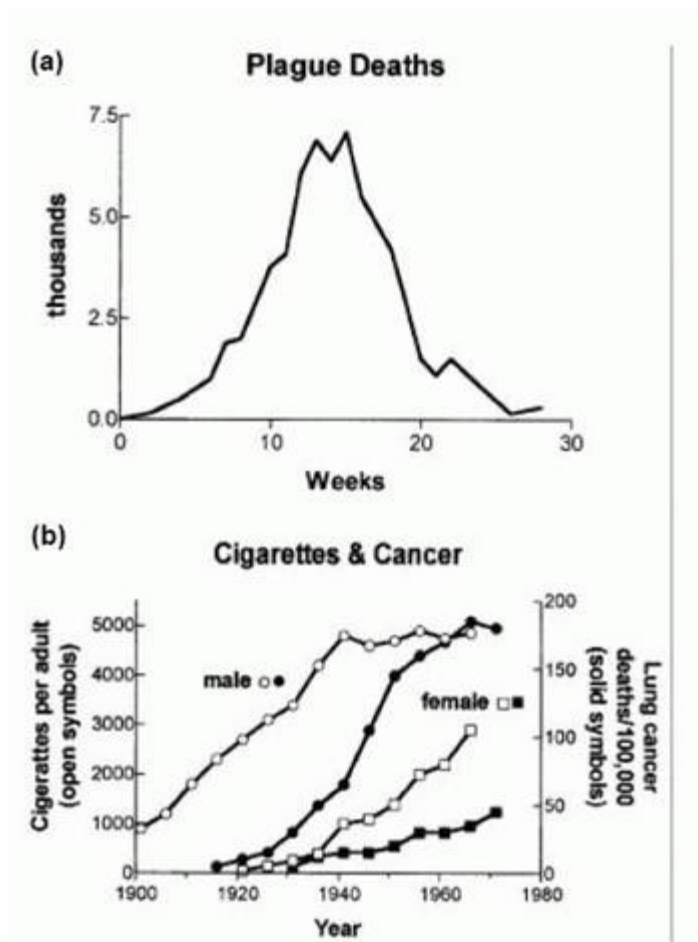 (a)
Plague Deaths
7.5
5.0
2.5
0.0
thousands
0
10
20
30
Weeks
(b)
Cigarettes & Cancer
5000
4000
3000
2000
1000
0
Cigerattes per adult
(open symbols)
male
female
200
150
100
50
0
Lung cancer
deaths/100,000
(solid symbols)
1900
1920
1940
1960
1980
Year